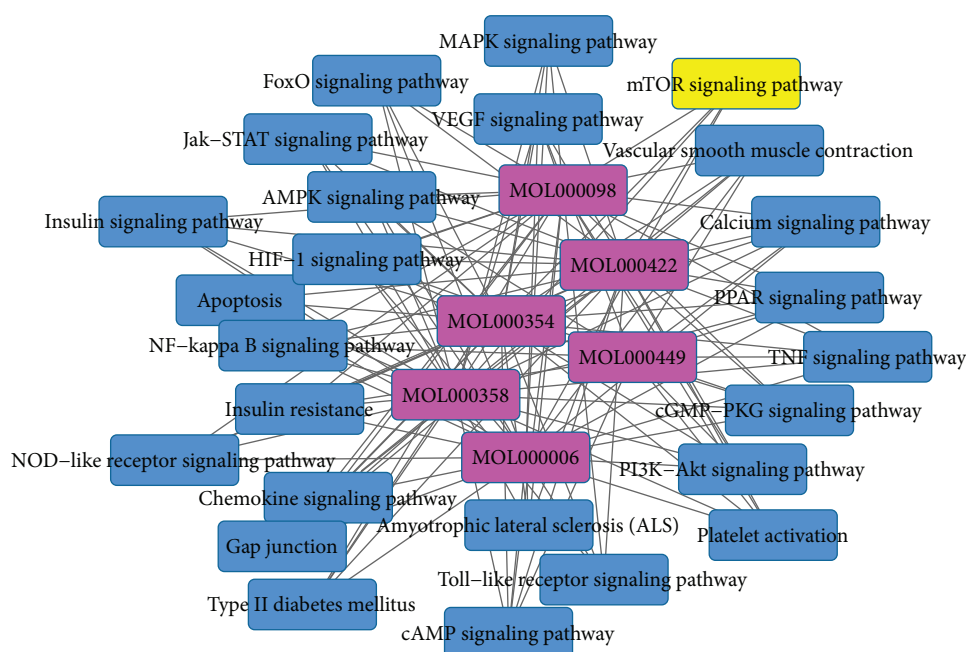 MAPK signaling pathway
FoxO signaling pathway
mTOR signaling pathway
VEGF signaling pathway
Jak−STAT signaling pathway
Vascular smooth muscle contraction
AMPK signaling pathway
MOL000098
Insulin signaling pathway
Calcium signaling pathway
HIF−1 signaling pathway
MOL000422
Apoptosis
PPAR signaling pathway
MOL000354
NF−kappa B signaling pathway
MOL000449
TNF signaling pathway
MOL000358
Insulin resistance
cGMP−PKG signaling pathway
NOD−like receptor signaling pathway
MOL000006
PI3K−Akt signaling pathway
Chemokine signaling pathway
Amyotrophic lateral sclerosis (ALS)
Platelet activation
Gap junction
Toll−like receptor signaling pathway
Type II diabetes mellitus
cAMP signaling pathway